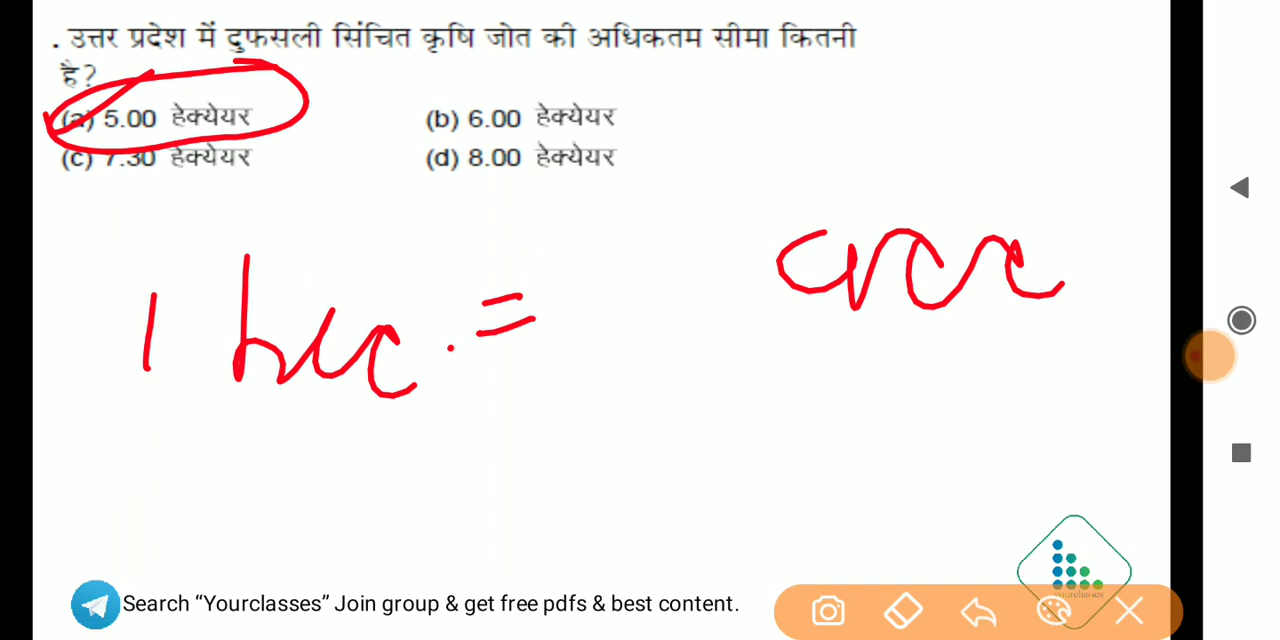 . उत्तर प्रदेश में दुफसली सिंचित कृषि जोत की अधिकतम सीमा कितनी
है?
(a) 5.00 हेक्येयर (b) 6.00 हेक्येयर
(c) 7.30 हेक्येयर (d) 8.00 हेक्येयर
1 hec. =
Search “Yourclasses” Join group & get free pdfs & best content.